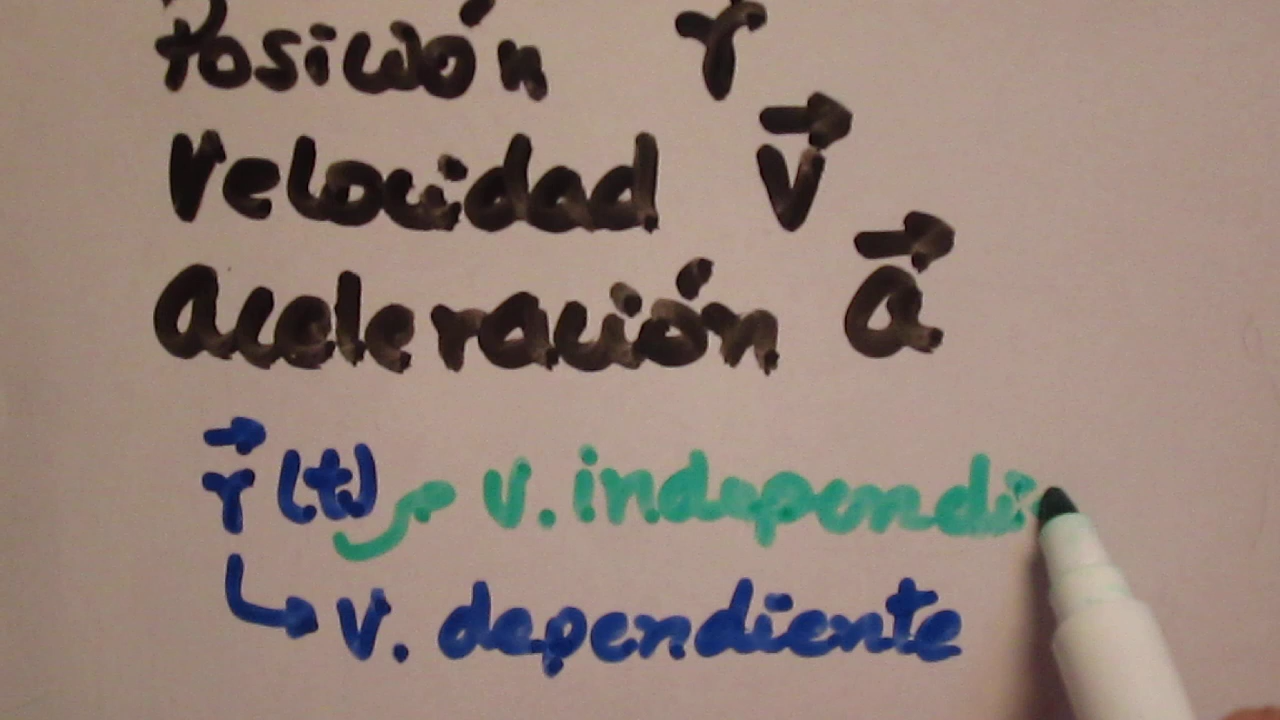 Posición r
Velocidad v⃗
aceleración a⃗
r⃗ (t) v. independi
v. dependiente